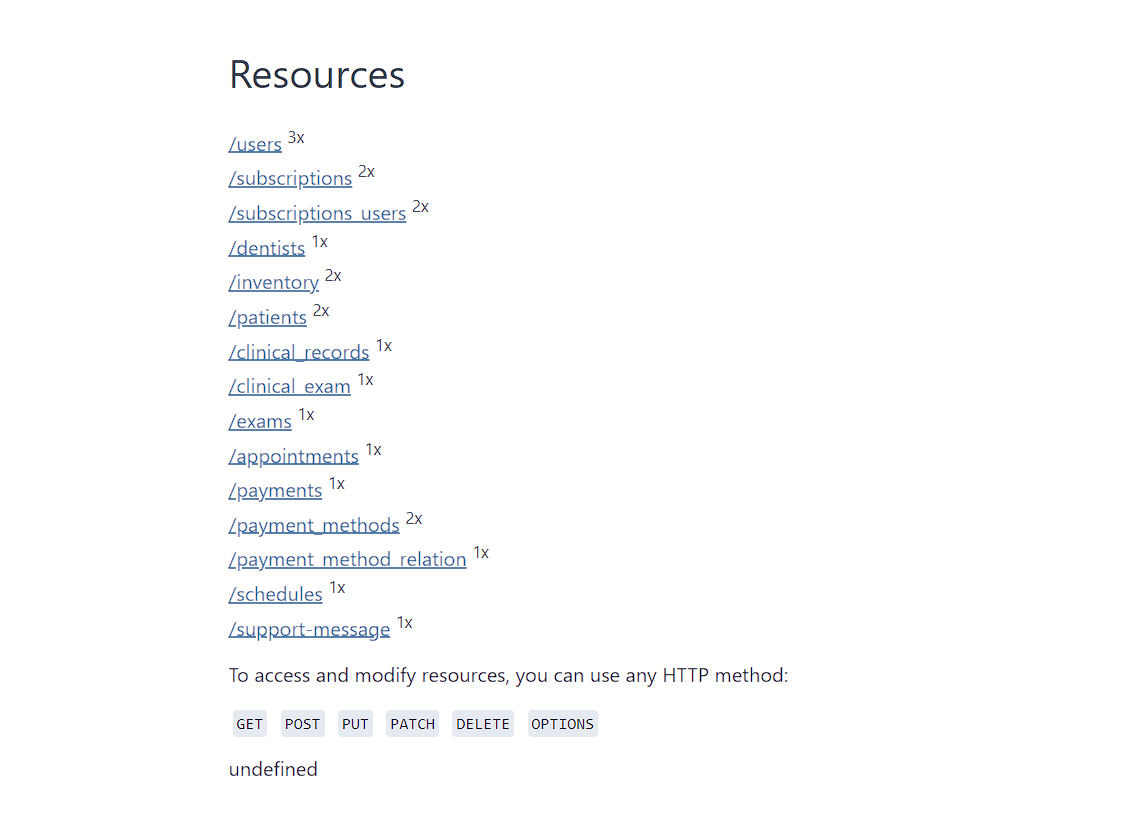 Resources
/users 3x
/subscriptions 2x
/subscriptions_users 2x
/dentists 1x
/inventory 2x
/patients 2x
/clinical_records 1x
/clinical_exam 1x
/exams 1x
/appointments 1x
/payments 1x
/payment_methods 2x
/payment_method_relation 1x
/schedules 1x
/support-message 1x
To access and modify resources, you can use any HTTP method:
GET POST PUT PATCH DELETE OPTIONS
undefined